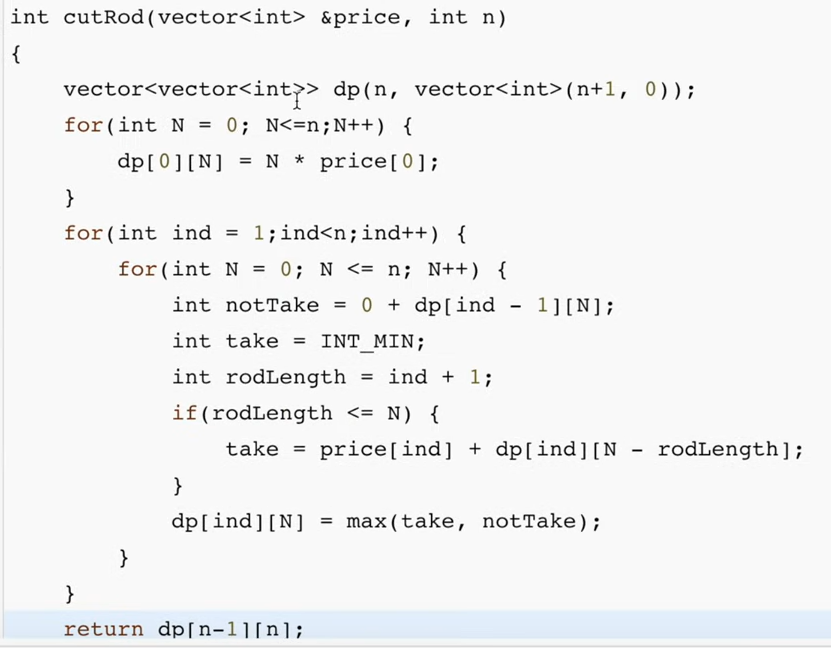 int cutRod(vector<int> &price, int n)
{
    vector<vector<int>> dp(n, vector<int>(n+1, 0));
    for(int N = 0; N<=n;N++) {
        dp[0][N] = N * price[0];
    }
    for(int ind = 1;ind<n;ind++) {
        for(int N = 0; N <= n; N++) {
            int notTake = 0 + dp[ind - 1][N];
            int take = INT_MIN;
            int rodLength = ind + 1;
            if(rodLength <= N) {
                take = price[ind] + dp[ind][N - rodLength];
            }
            dp[ind][N] = max(take, notTake);
        }
    }
    return dp[n-1][n];